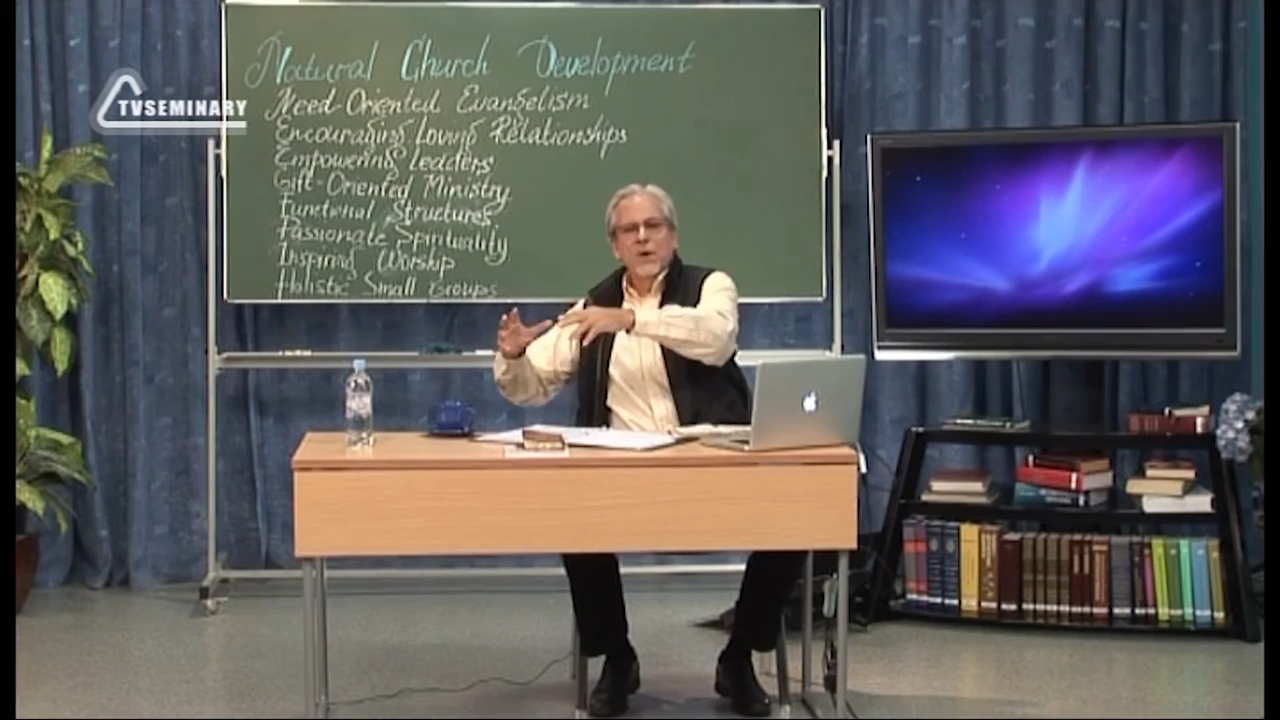 Natural Church Development
TVSEMINARY
Need-Oriented Evangelism
Encouraging Loving Relationships
Empowering Leaders
Gift-Oriented Ministry
Functional Structures
Passionate Spirituality
Inspiring Worship
Holistic Small Groups